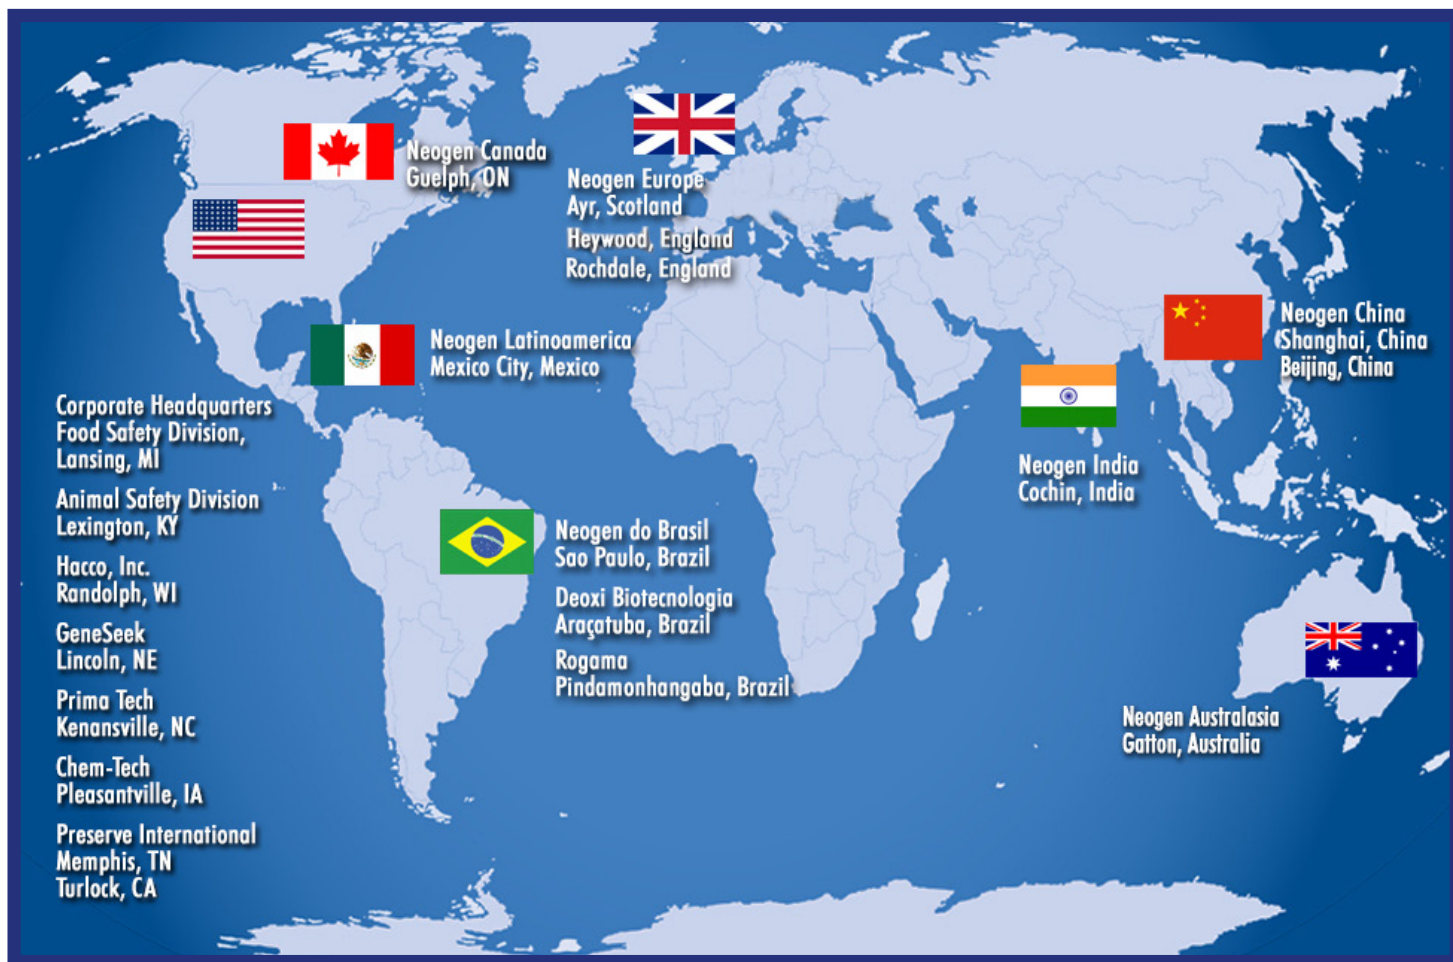 Neogen Canada
Guelph, ON
Neogen Europe
Ayr, Scotland
Heywood, England
Rochdale, England
Neogen China
Shanghai, China
Beijing, China
Neogen Latinoamerica
Mexico City, Mexico
Corporate Headquarters
Food Safety Division,
Lansing, MI
Animal Safety Division
Lexington, KY
Hacco, Inc.
Randolph, WI
GeneSeek
Lincoln, NE
Prima Tech
Kenansville, NC
Chem-Tech
Pleasantville, IA
Preserve International
Memphis, TN
Turlock, CA
Neogen India
Cochin, India
Neogen do Brasil
Sao Paulo, Brazil
Deoxi Biotecnologia
Araçatuba, Brazil
Rogama
Pindamonhangaba, Brazil
Neogen Australasia
Gatton, Australia